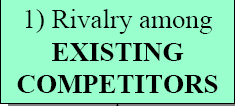 1) Rivalry among
EXISTING
COMPETITORS